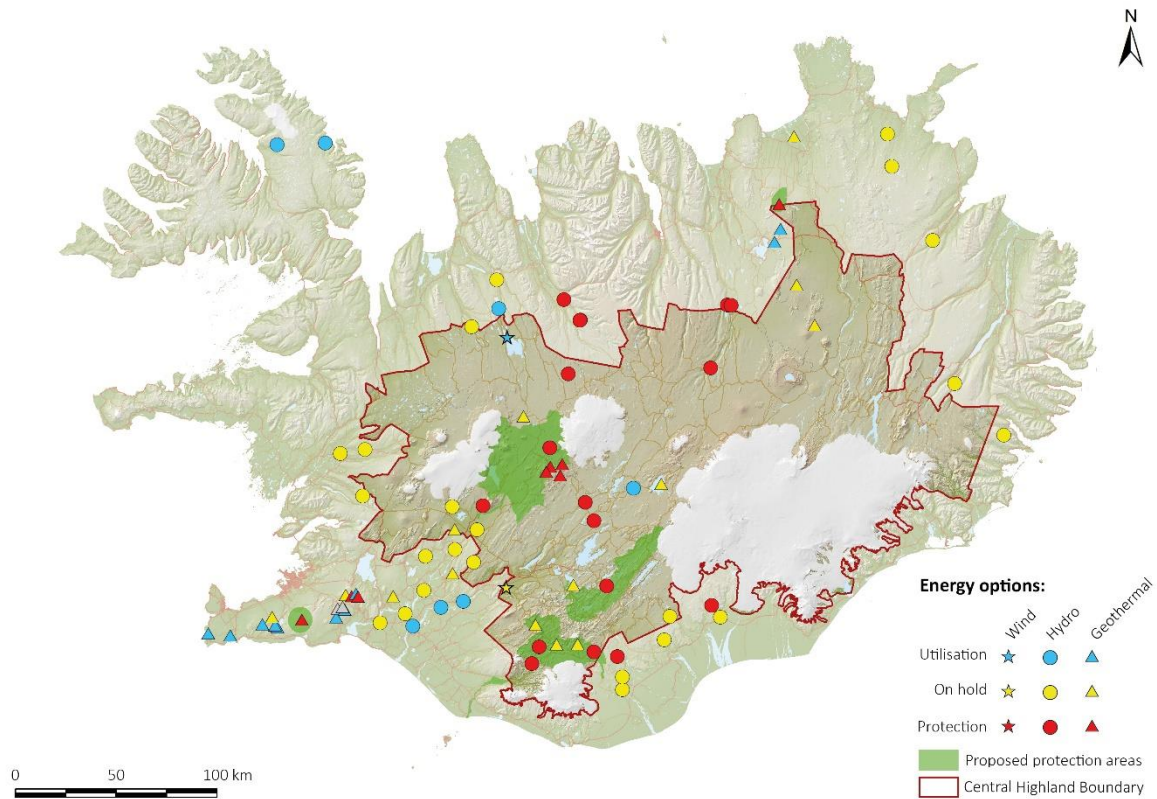 N
Energy options:
Wind Hydro Geothermal
Utilisation
On hold
Protection
Proposed protection areas
Central Highland Boundary
0 50 100 km